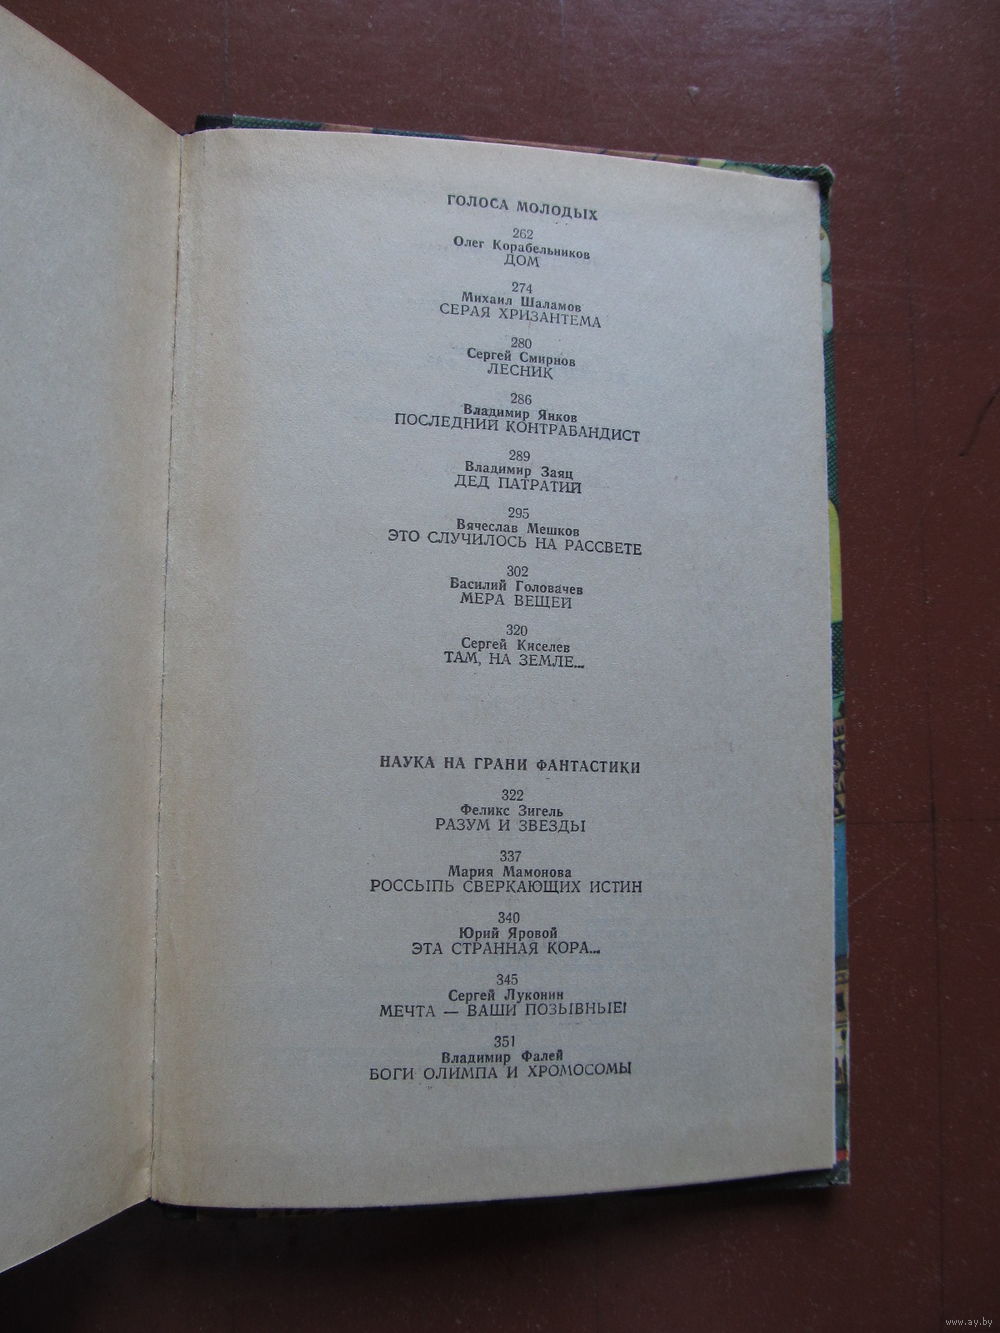 ГОЛОСА МОЛОДЫХ
262
Олег Корабельников
ДОМ
274
Михаил Шаламов
СЕРАЯ ХРИЗАНТЕМА
280
Сергей Смирнов
ЛЕСНИК
286
Владимир Янков
ПОСЛЕДНИЙ КОНТРАБАНДИСТ
289
Владимир Заяц
ДЕД ПАТРАТИЙ
295
Вячеслав Мешков
ЭТО СЛУЧИЛОСЬ НА РАССВЕТЕ
302
Василий Головачев
МЕРА ВЕЩЕЙ
320
Сергей Киселев
ТАМ, НА ЗЕМЛЕ...
НАУКА НА ГРАНИ ФАНТАСТИКИ
322
Феликс Зигель
РАЗУМ И ЗВЕЗДЫ
337
Мария Мамонова
РОССЫПЬ СВЕРКАЮЩИХ ИСТИН
340
Юрий Яровой
ЭТА СТРАННАЯ КОРА...
345
Сергей Луконин
МЕЧТА — ВАШИ ПОЗЫВНЫЕ!
351
Владимир Фалей
БОГИ ОЛИМПА И ХРОМОСОМЫ
www.ay.by